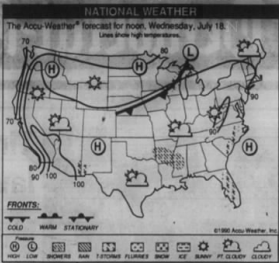 NATIONAL WEATHER
The Accu-Weather® forecast for noon, Wednesday, July 18.
Lines show high temperatures.
70
80
L
H
H
70
90
80
90
100
100
H
H
90
FRONTS:
COLD WARM STATIONARY
©1990 Accu-Weather, Inc.
Pressure
H L
HIGH LOW SHOWERS RAIN T-STORMS FLURRIES SNOW ICE SUNNY PT. CLOUDY CLOUDY